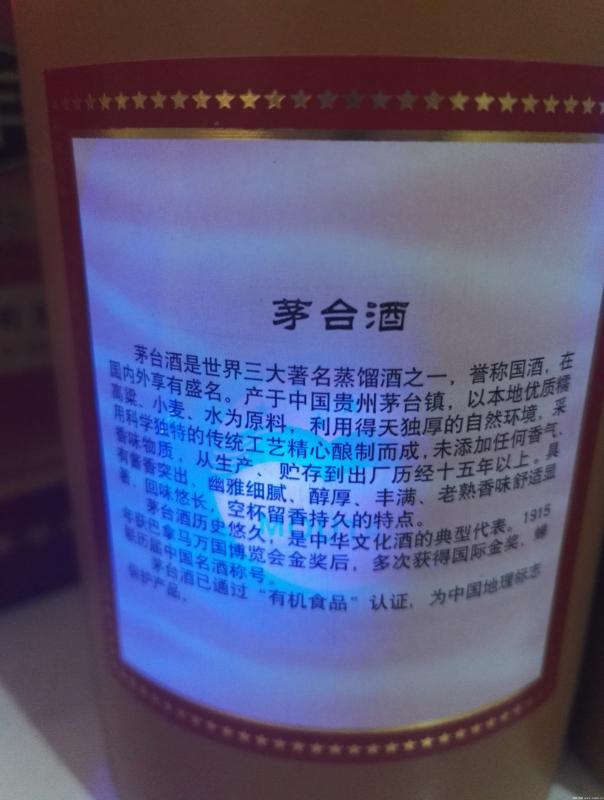 茅台酒
茅台酒是世界三大著名蒸馏酒之一，誉称国酒，在
国内外享有盛名。产于中国贵州茅台镇，以本地优质糯
高粱、小麦、水为原料，利用得天独厚的自然环境，采
用科学独特的传统工艺精心酿制而成，未添加任何香气、
香味物质，从生产、贮存到出厂历经十五年以上。具
有酱香突出、幽雅细腻、醇厚、丰满、老熟香味舒适显
著，回味悠长，空杯留香持久的特点。
茅台酒历史悠久，是中华文化酒的典型代表。1915
年获巴拿马万国博览会金奖后，多次获得国际金奖，蝉
联历届中国名酒称号。
茅台酒已通过“有机食品”认证，为中国地理标志
保护产品。